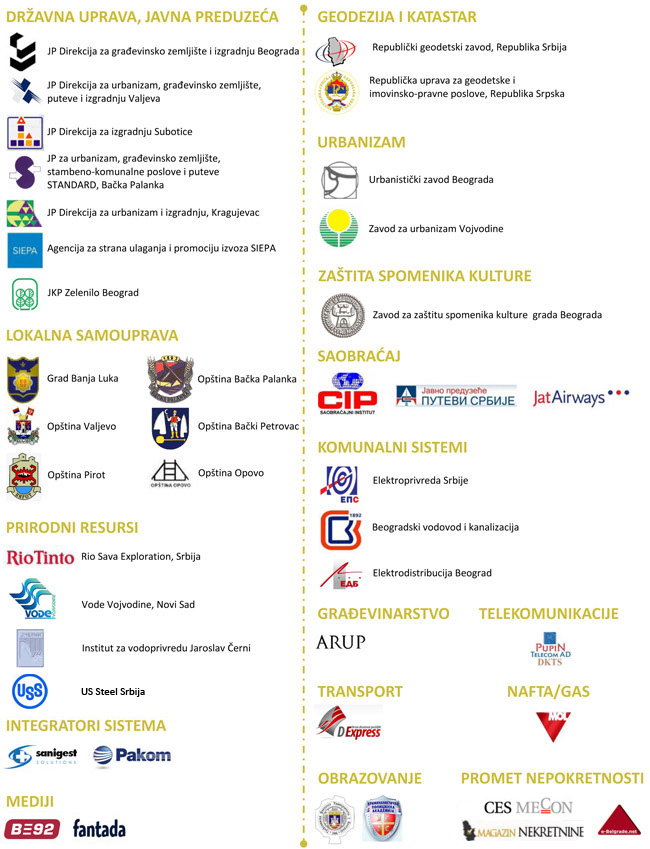 DRŽAVNA UPRAVA, JAVNA PREDUZEĆA
JP Direkcija za građevinsko zemljište i izgradnju Beograda
JP Direkcija za urbanizam, građevinsko zemljište,
puteve i izgradnju Valjeva
JP Direkcija za izgradnju Subotice
JP za urbanizam, građevinsko zemljište,
stambeno-komunalne poslove i puteve
STANDARD, Bačka Palanka
JP Direkcija za urbanizam i izgradnju, Kragujevac
SIEPA
Agencija za strana ulaganja i promociju izvoza SIEPA
JKP Zelenilo Beograd
LOKALNA SAMOUPRAVA
Grad Banja Luka
Opština Bačka Palanka
Opština Valjevo
Opština Bački Petrovac
Opština Pirot
OPŠTINA OPOVO
Opština Opovo
PRIRODNI RESURSI
RioTinto
Rio Sava Exploration, Srbija
VODE
Vode Vojvodine, Novi Sad
Institut za vodoprivredu Jaroslav Černi
USS
US Steel Srbija
INTEGRATORI SISTEMA
sanigest
SOLUTIONS
Pakom
MEDIJI
B92
fantada
GEODEZIJA I KATASTAR
Republički geodetski zavod, Republika Srbija
Republička uprava za geodetske i
imovinsko-pravne poslove, Republika Srpska
URBANIZAM
Urbanistički zavod Beograda
Zavod za urbanizam Vojvodine
ZAŠTITA SPOMENIKA KULTURE
Zavod za zaštitu spomenika kulture grada Beograda
SAOBRAĆAJ
CIP
SAOBRAĆAJNI INSTITUT
Јавно предузеће
ПУТЕВИ СРБИЈЕ
JatAirways
KOMUNALNI SISTEMI
ЕПС
Elektroprivreda Srbije
1892
Beogradski vodovod i kanalizacija
ЕДБ
Elektrodistribucija Beograd
GRAĐEVINARSTVO
ARUP
TELEKOMUNIKACIJE
PUPIN
TELECOM AD
DKTS
TRANSPORT
D Express
NAFTA/GAS
MOL
OBRAZOVANJE
PROMET NEPOKRETNOSTI
CES MECON
MAGAZIN NEKRETNINE
e-Belgrade.net